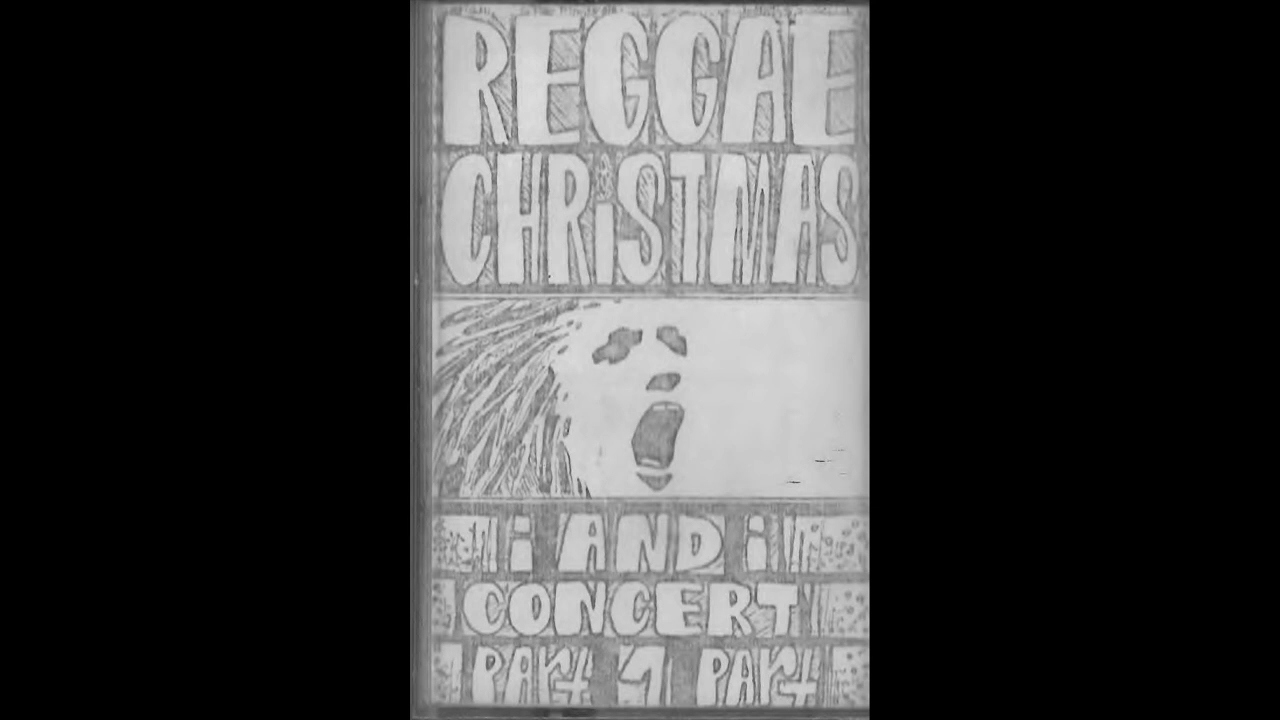 REGGAE
CHRiSTMAS
i AND i
CONCERT
PARt 1 PARt